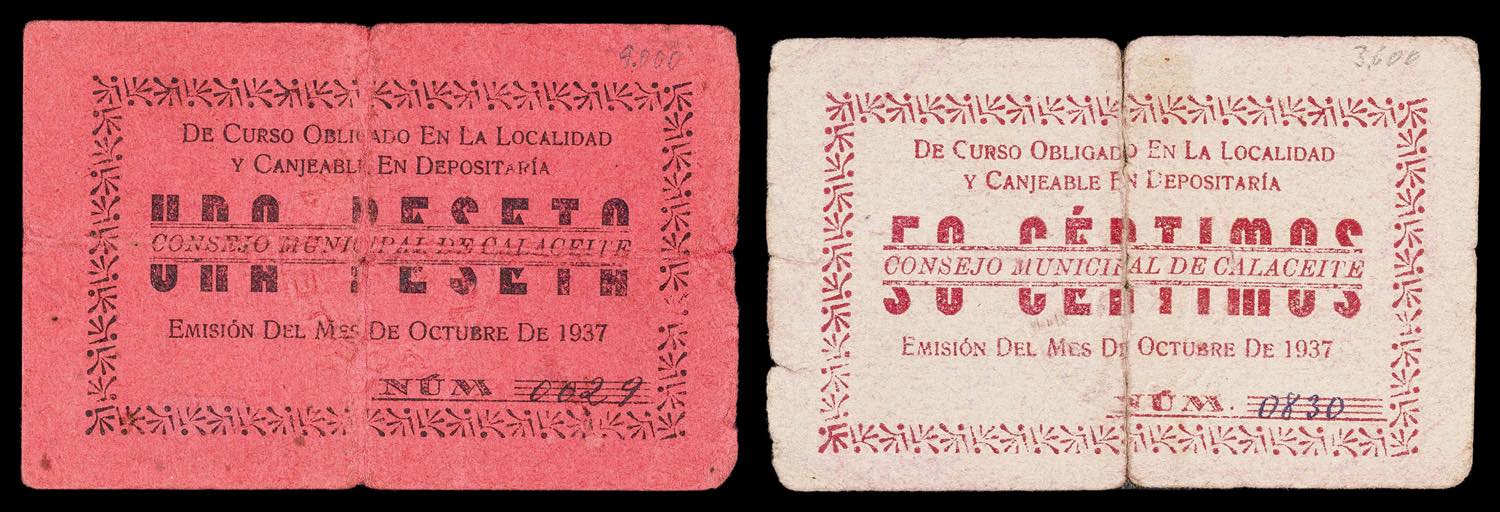 9.000
De Curso Obligado En La Localidad
y Canjeable En Depositaría
UNA PESETA
CONSEJO MUNICIPAL DE CALACEITE
Emisión Del Mes De Octubre De 1937
NÚM 0029
3,600
De Curso Obligado En La Localidad
y Canjeable En Depositaría
50 CÉNTIMOS
CONSEJO MUNICIPAL DE CALACEITE
Emisión Del Mes De Octubre De 1937
NÚM. 0830